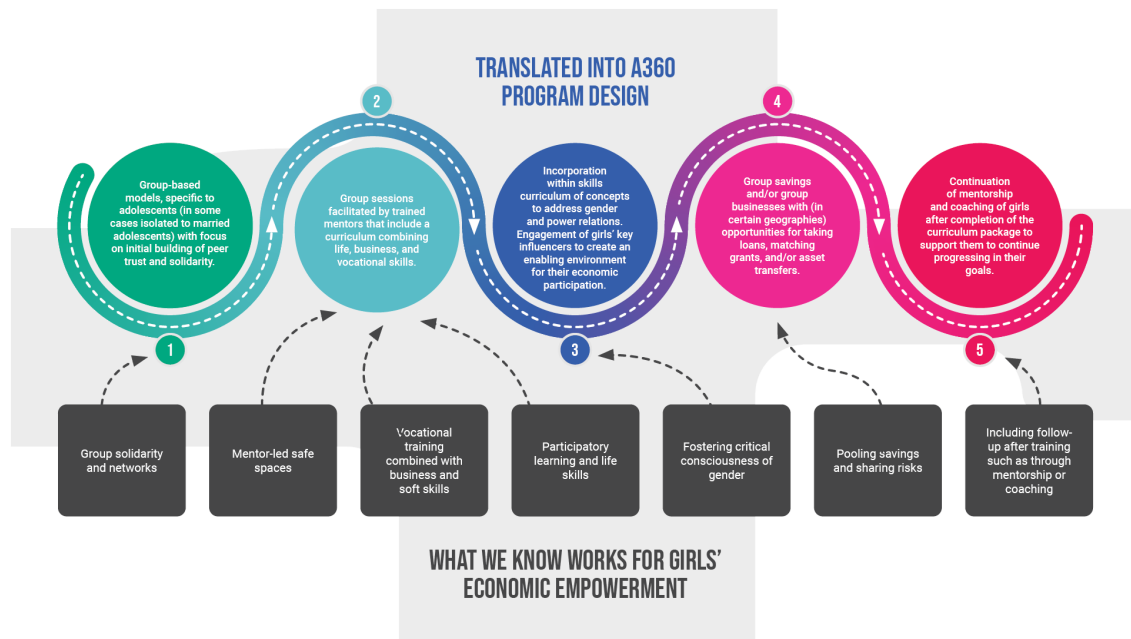 TRANSLATED INTO A360
PROGRAM DESIGN
1
Group-based
models, specific to
adolescents (in some
cases isolated to married
adolescents) with focus
on initial building of peer
trust and solidarity.
2
Group sessions
facilitated by trained
mentors that include a
curriculum combining
life, business, and
vocational skills.
3
Incorporation
within skills
curriculum of concepts
to address gender
and power relations.
Engagement of girls’ key
influencers to create an
enabling environment
for their economic
participation.
4
Group savings
and/or group
businesses with (in
certain geographies)
opportunities for taking
loans, matching
grants, and/or asset
transfers.
5
Continuation
of mentorship
and coaching of girls
after completion of the
curriculum package to
support them to continue
progressing in their
goals.
Group solidarity
and networks
Mentor-led safe
spaces
Vocational
training
combined with
business and
soft skills
Participatory
learning and life
skills
Fostering critical
consciousness of
gender
Pooling savings
and sharing risks
Including follow-
up after training
such as through
mentorship or
coaching
WHAT WE KNOW WORKS FOR GIRLS’
ECONOMIC EMPOWERMENT